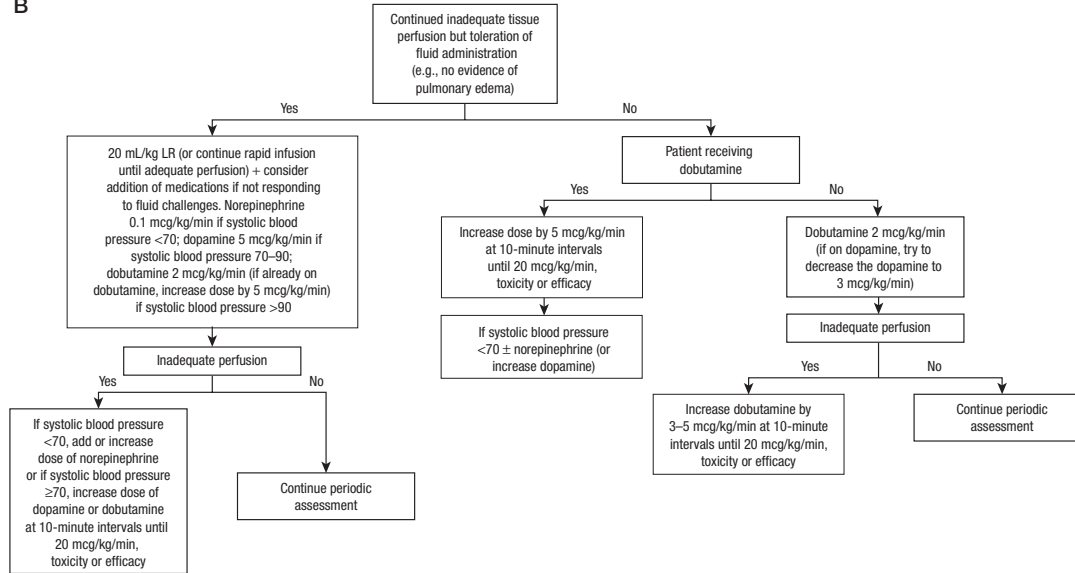 B
Continued inadequate tissue
perfusion but toleration of
fluid administration
(e.g., no evidence of
pulmonary edema)
Yes
No
20 mL/kg LR (or continue rapid infusion
until adequate perfusion) + consider
addition of medications if not responding
to fluid challenges. Norepinephrine
0.1 mcg/kg/min if systolic blood
pressure <70; dopamine 5 mcg/kg/min if
systolic blood pressure 70–90;
dobutamine 2 mcg/kg/min (if already on
dobutamine, increase dose by 5 mcg/kg/min)
if systolic blood pressure >90
Patient receiving
dobutamine
Yes
No
Increase dose by 5 mcg/kg/min
at 10-minute intervals
until 20 mcg/kg/min,
toxicity or efficacy
Dobutamine 2 mcg/kg/min
(if on dopamine, try to
decrease the dopamine to
3 mcg/kg/min)
If systolic blood pressure
<70 ± norepinephrine (or
increase dopamine)
Inadequate perfusion
Inadequate perfusion
Yes
No
Yes
No
If systolic blood pressure
<70, add or increase
dose of norepinephrine
or if systolic blood pressure
≥70, increase dose of
dopamine or dobutamine
at 10-minute intervals until
20 mcg/kg/min,
toxicity or efficacy
Continue periodic
assessment
Increase dobutamine by
3–5 mcg/kg/min at 10-minute
intervals until 20 mcg/kg/min,
toxicity or efficacy
Continue periodic
assessment